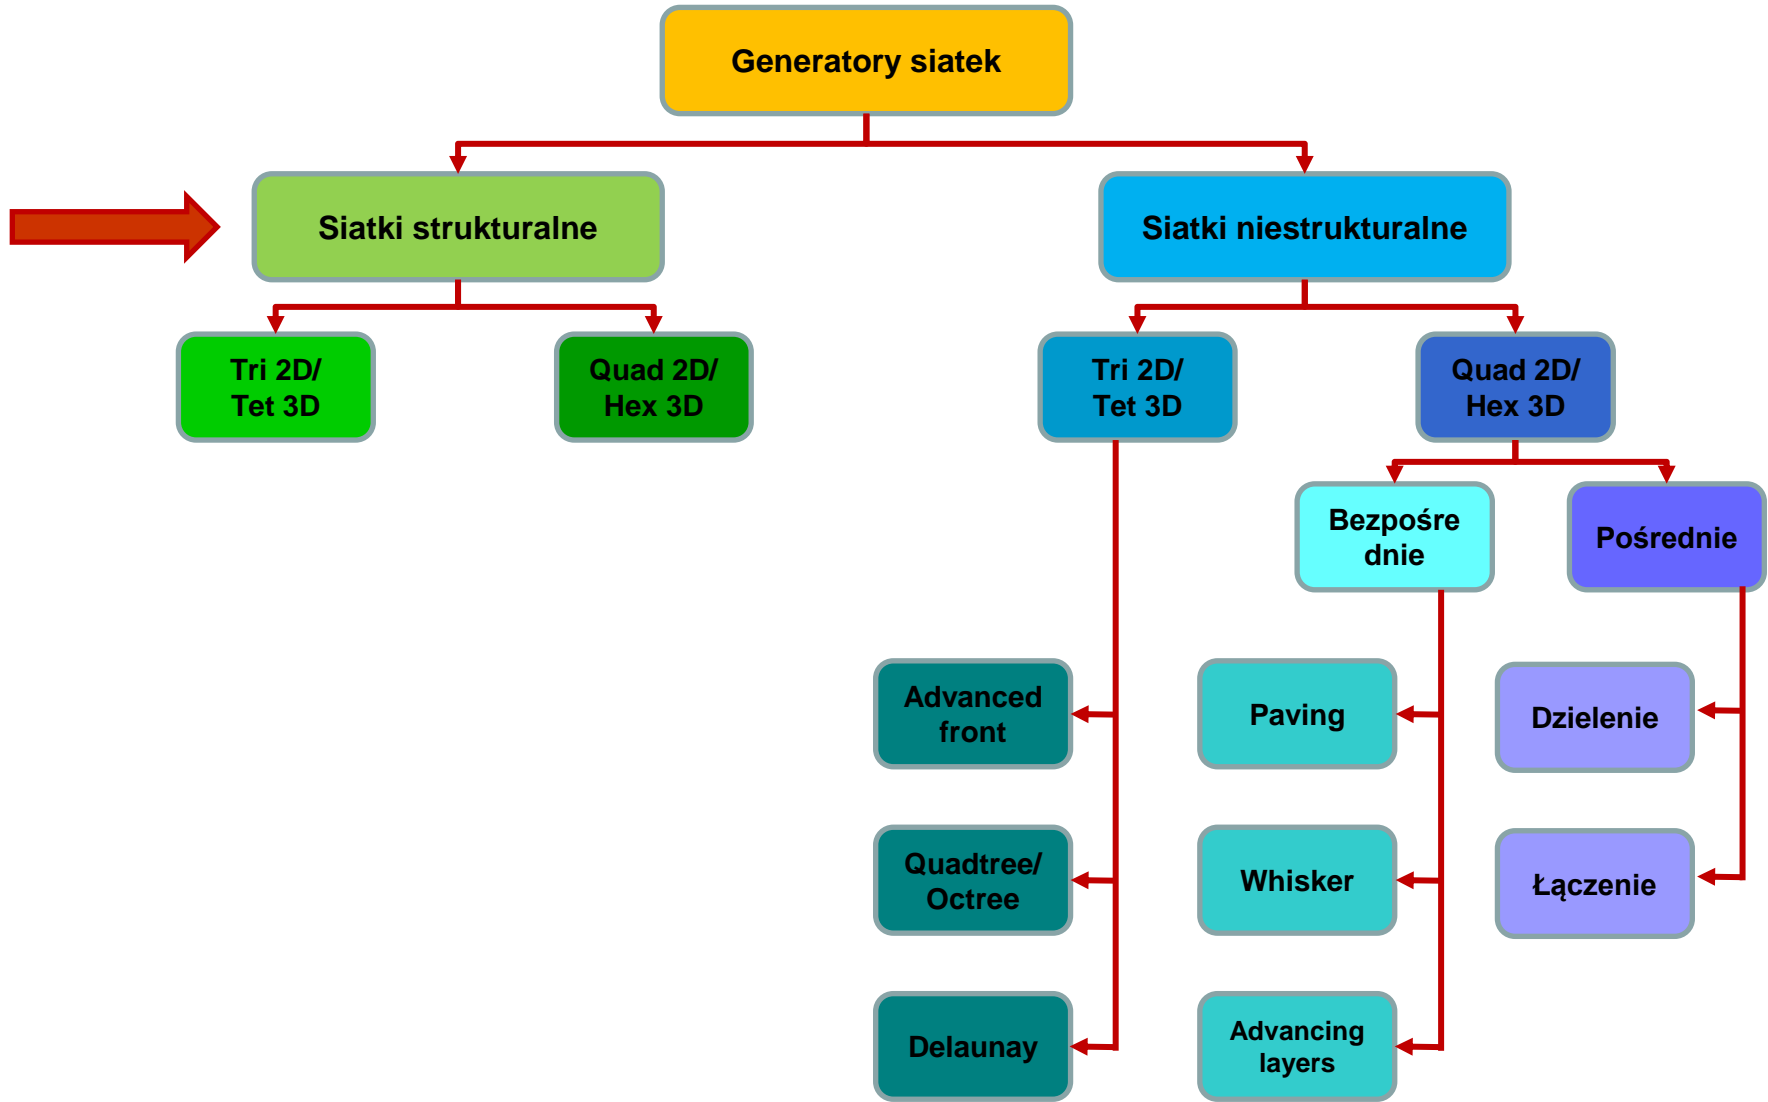 Generatory siatek
Siatki strukturalne
Siatki niestrukturalne
Tri 2D/
Tet 3D
Quad 2D/
Hex 3D
Tri 2D/
Tet 3D
Quad 2D/
Hex 3D
Bezpośre
dnie
Pośrednie
Advanced
front
Paving
Dzielenie
Quadtree/
Octree
Whisker
Łączenie
Delaunay
Advancing
layers